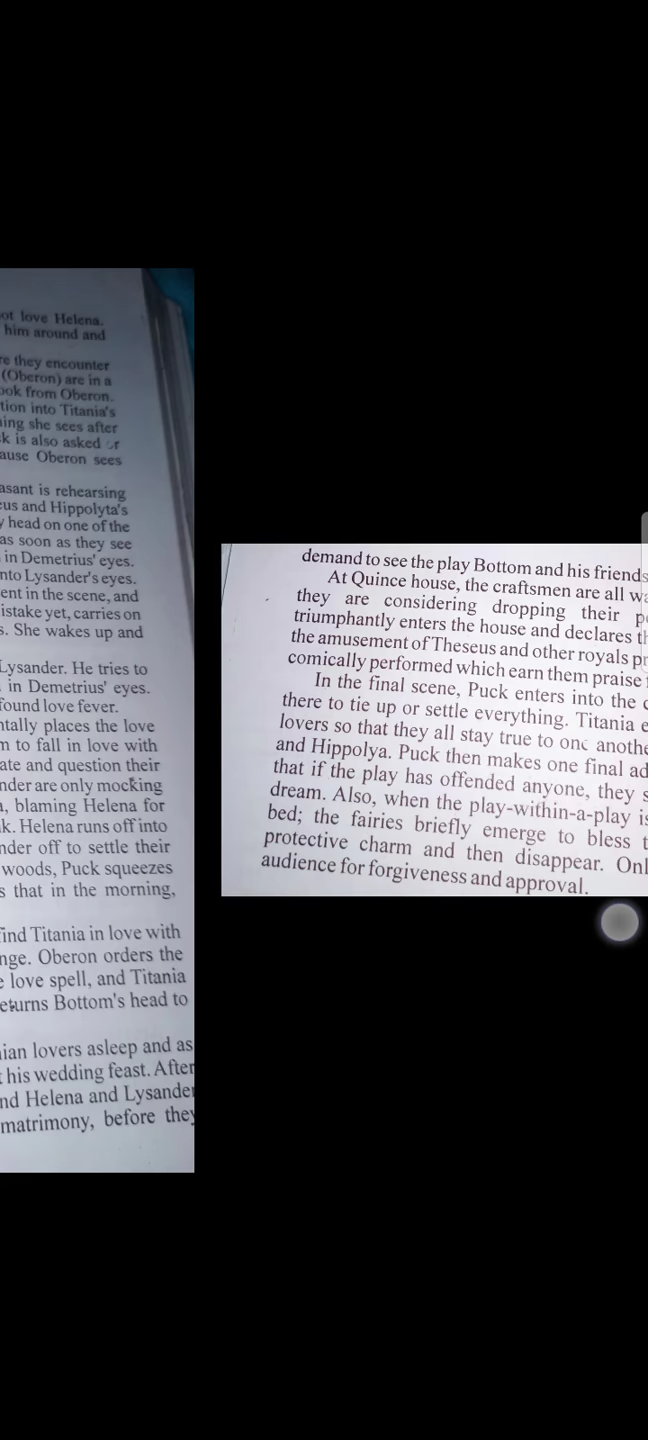 ot love Helena.
him around and
re they encounter
(Oberon) are in a
ook from Oberon.
tion into Titania's
ing she sees after
k is also asked or
ause Oberon sees
asant is rehearsing
us and Hippolyta's
y head on one of the
as soon as they see
in Demetrius' eyes.
nto Lysander's eyes.
ent in the scene, and
istake yet, carries on
s. She wakes up and
Lysander. He tries to
in Demetrius' eyes.
found love fever.
ntally places the love
m to fall in love with
ate and question their
nder are only mocking
, blaming Helena for
k. Helena runs off into
nder off to settle their
woods, Puck squeezes
s that in the morning,
find Titania in love with
nge. Oberon orders the
e love spell, and Titania
eturns Bottom's head to
ian lovers asleep and as
his wedding feast. After
nd Helena and Lysander
matrimony, before they
demand to see the play Bottom and his friends
At Quince house, the craftsmen are all wa
they are considering dropping their p
triumphantly enters the house and declares th
the amusement of Theseus and other royals pr
comically performed which earn them praise
In the final scene, Puck enters into the
there to tie up or settle everything. Titania e
lovers so that they all stay true to one anothe
and Hippolya. Puck then makes one final ad
that if the play has offended anyone, they s
dream. Also, when the play-within-a-play is
bed; the fairies briefly emerge to bless t
protective charm and then disappear. Onl
audience for forgiveness and approval.